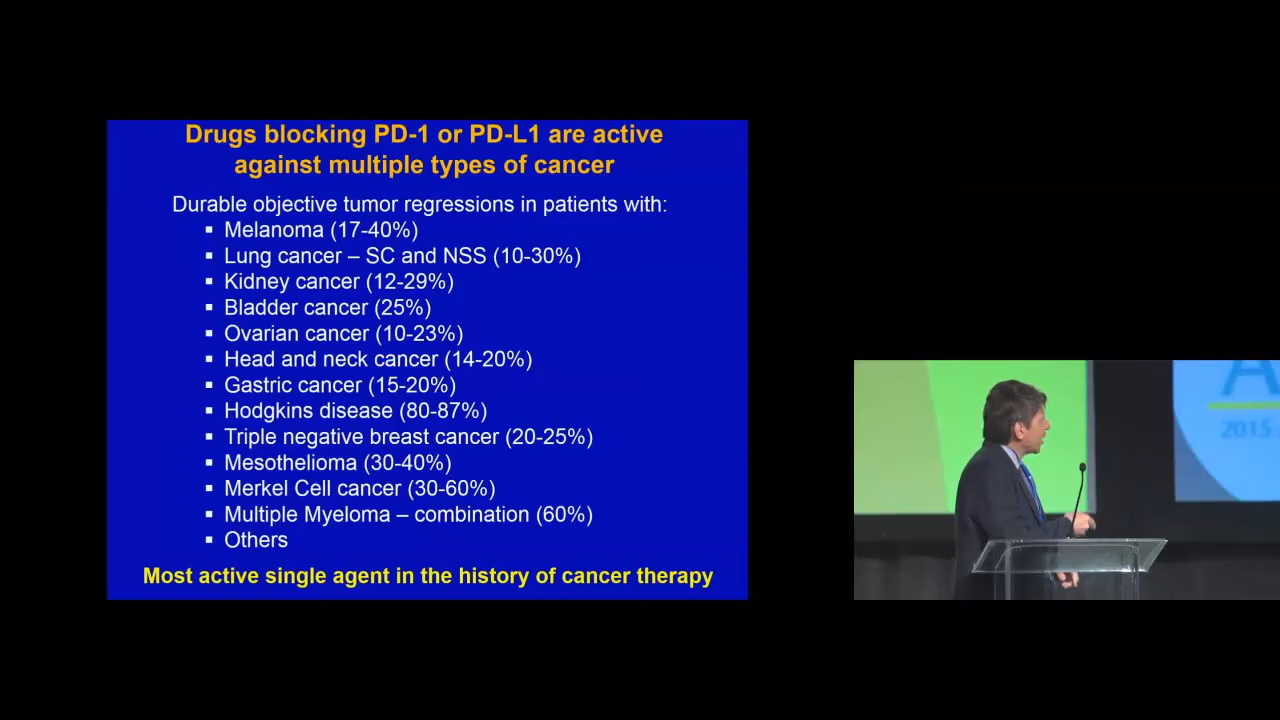 Drugs blocking PD-1 or PD-L1 are active
against multiple types of cancer
Durable objective tumor regressions in patients with:
▪ Melanoma (17-40%)
▪ Lung cancer – SC and NSS (10-30%)
▪ Kidney cancer (12-29%)
▪ Bladder cancer (25%)
▪ Ovarian cancer (10-23%)
▪ Head and neck cancer (14-20%)
▪ Gastric cancer (15-20%)
▪ Hodgkins disease (80-87%)
▪ Triple negative breast cancer (20-25%)
▪ Mesothelioma (30-40%)
▪ Merkel Cell cancer (30-60%)
▪ Multiple Myeloma – combination (60%)
▪ Others
Most active single agent in the history of cancer therapy
2015